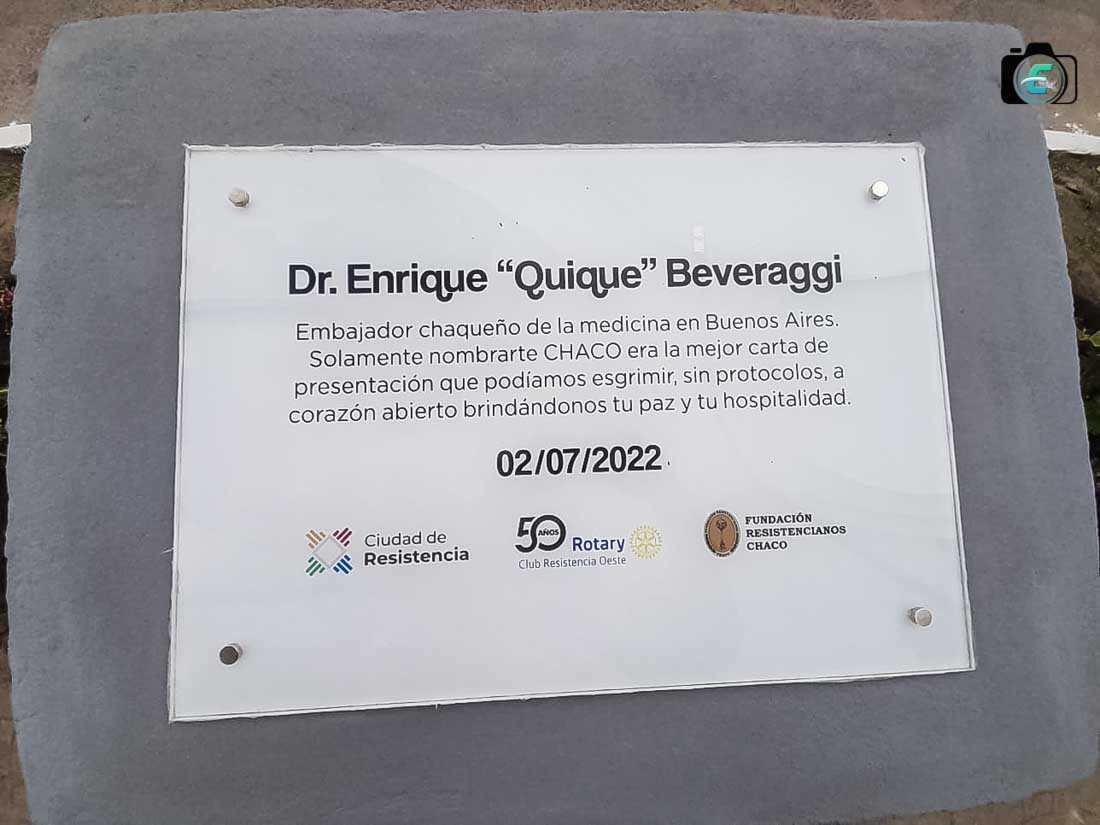 Dr. Enrique “Quique” Beveraggi
Embajador chaqueño de la medicina en Buenos Aires.
Solamente nombrarte CHACO era la mejor carta de
presentación que podíamos esgrimir, sin protocolos, a
corazón abierto brindándonos tu paz y tu hospitalidad.
02/07/2022
Ciudad de
Resistencia
50 AÑOS
Rotary
Club Resistencia Oeste
FUNDACIÓN
RESISTENCIANOS
CHACO